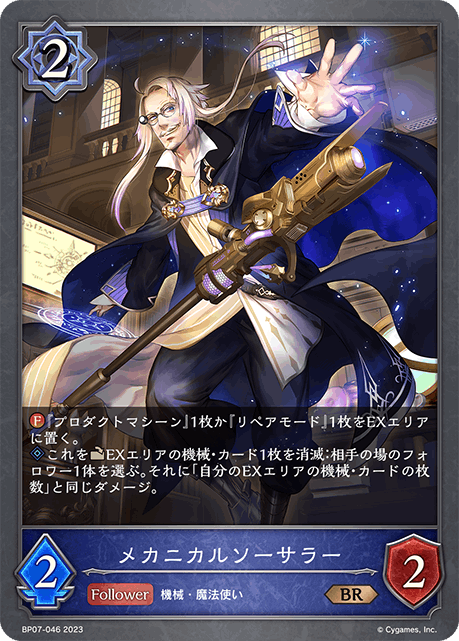 2
Ⓕ『プロダクトマシーン』1枚か『リペアモード』1枚をEXエリア
に置く。
これを EXエリアの機械・カード1枚を消滅：相手の場のフォ
ロワー1体を選ぶ。それに「自分のEXエリアの機械・カードの枚
数」と同じダメージ。
メカニカルソーサラー
2
Follower 機械・魔法使い BR
2
BP07-046 2023
© Cygames, Inc.